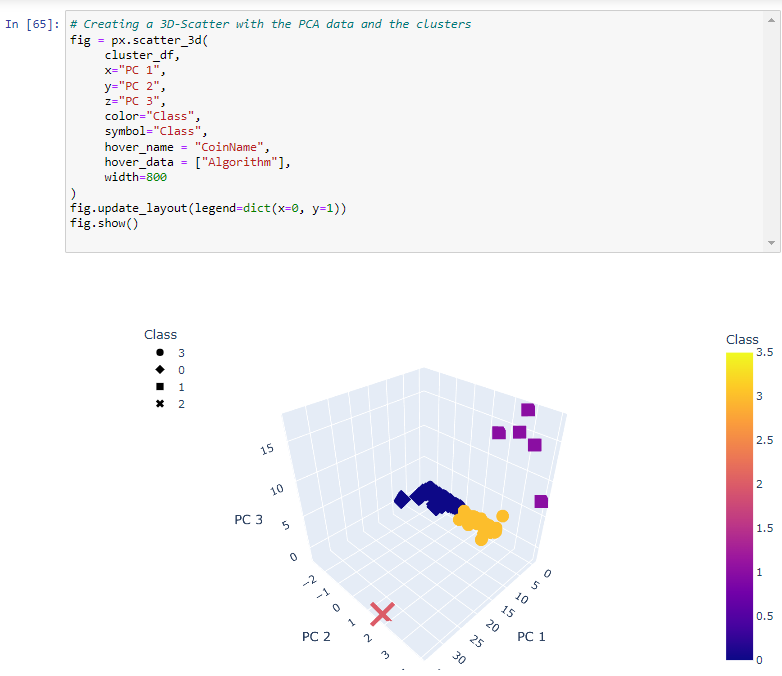 In [65]:
# Creating a 3D-Scatter with the PCA data and the clusters
fig = px.scatter_3d(
    cluster_df,
    x="PC 1",
    y="PC 2",
    z="PC 3",
    color="Class",
    symbol="Class",
    hover_name = "CoinName",
    hover_data = ["Algorithm"],
    width=800
)
fig.update_layout(legend=dict(x=0, y=1))
fig.show()
Class
3
0
1
2
Class
3.5
3
2.5
2
1.5
1
0.5
0
PC 3
15
10
5
0
PC 2
−2
−1
0
1
2
3
PC 1
0
5
10
15
20
25
30